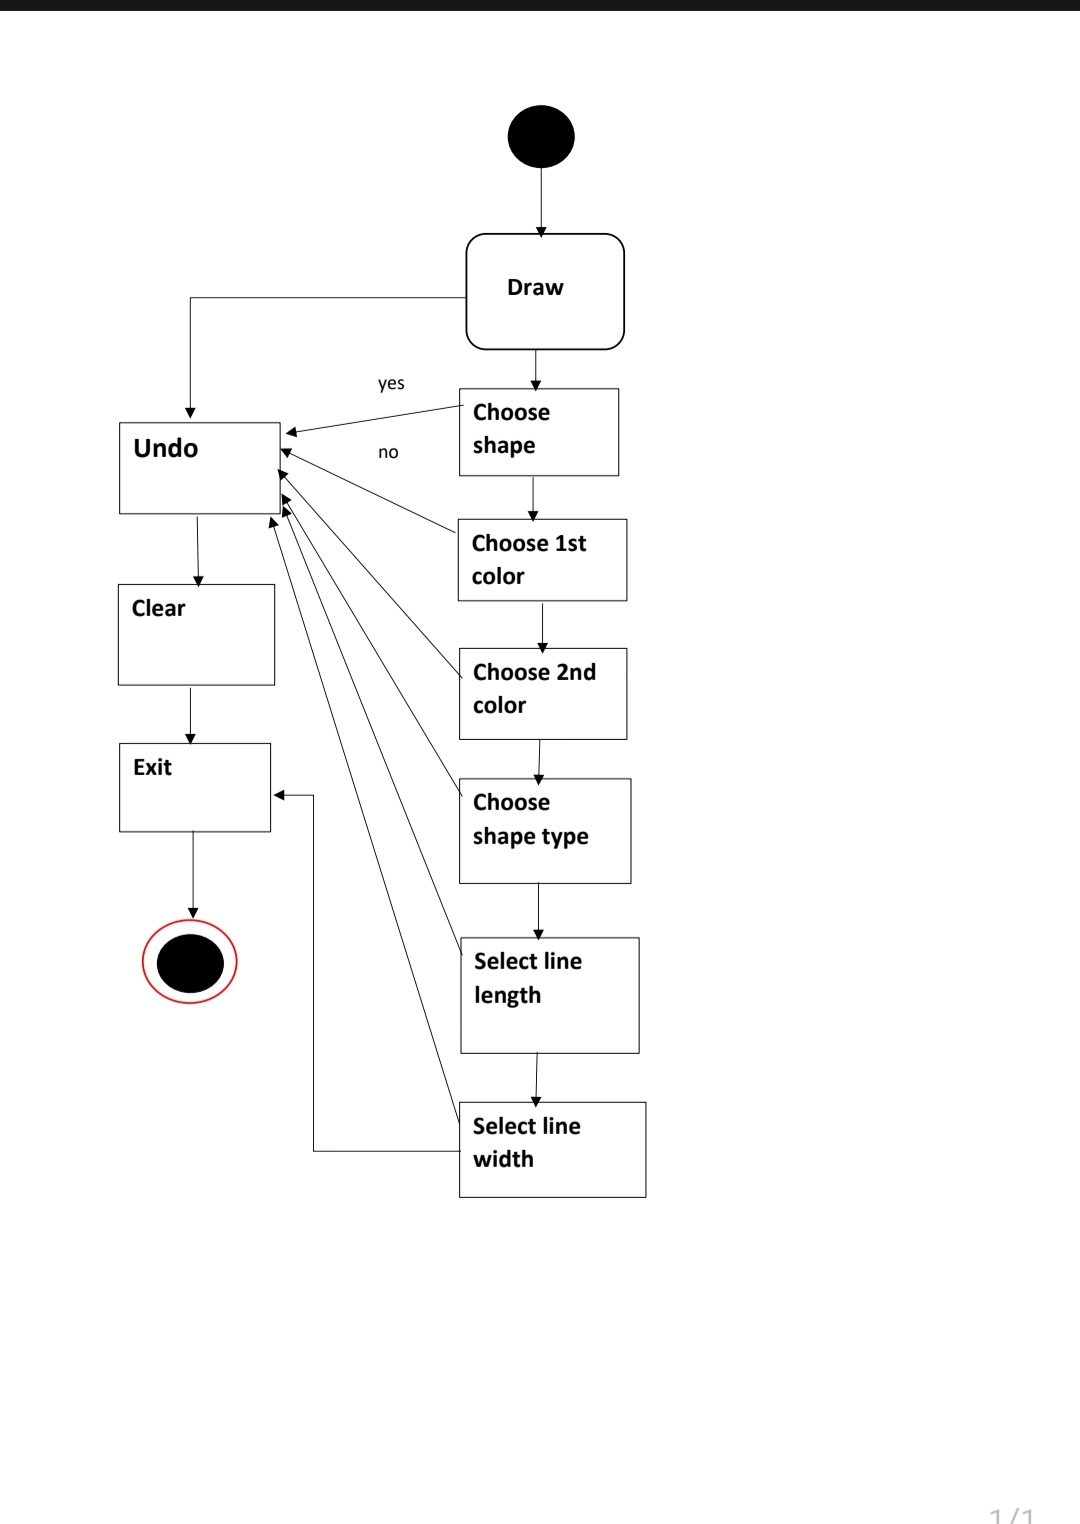 Draw
yes
Choose
shape
Undo
no
Choose 1st
color
Clear
Choose 2nd
color
Exit
Choose
shape type
Select line
length
Select line
width
1/1